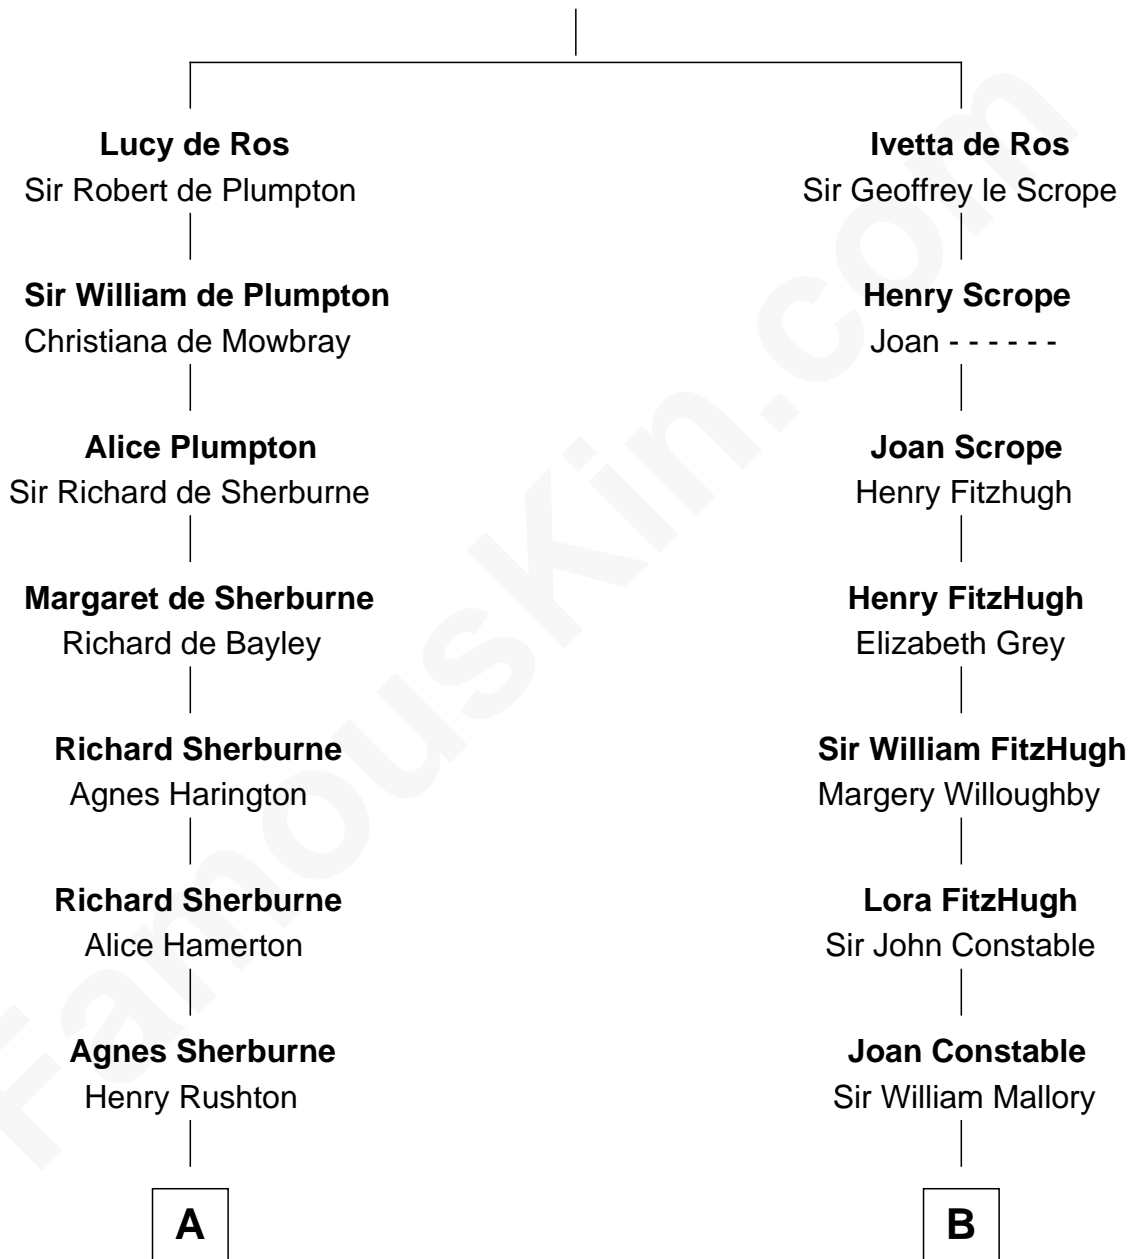 Lucy de Ros
Sir Robert de Plumpton
Sir William de Plumpton
Christiana de Mowbray
Alice Plumpton
Sir Richard de Sherburne
Margaret de Sherburne
Richard de Bayley
Richard Sherburne
Agnes Harington
Richard Sherburne
Alice Hamerton
Agnes Sherburne
Henry Rushton
A
Ivetta de Ros
Sir Geoffrey le Scrope
Henry Scrope
Joan - - - - - -
Joan Scrope
Henry Fitzhugh
Henry FitzHugh
Elizabeth Grey
Sir William FitzHugh
Margery Willoughby
Lora FitzHugh
Sir John Constable
Joan Constable
Sir William Mallory
B
FamousKin.com